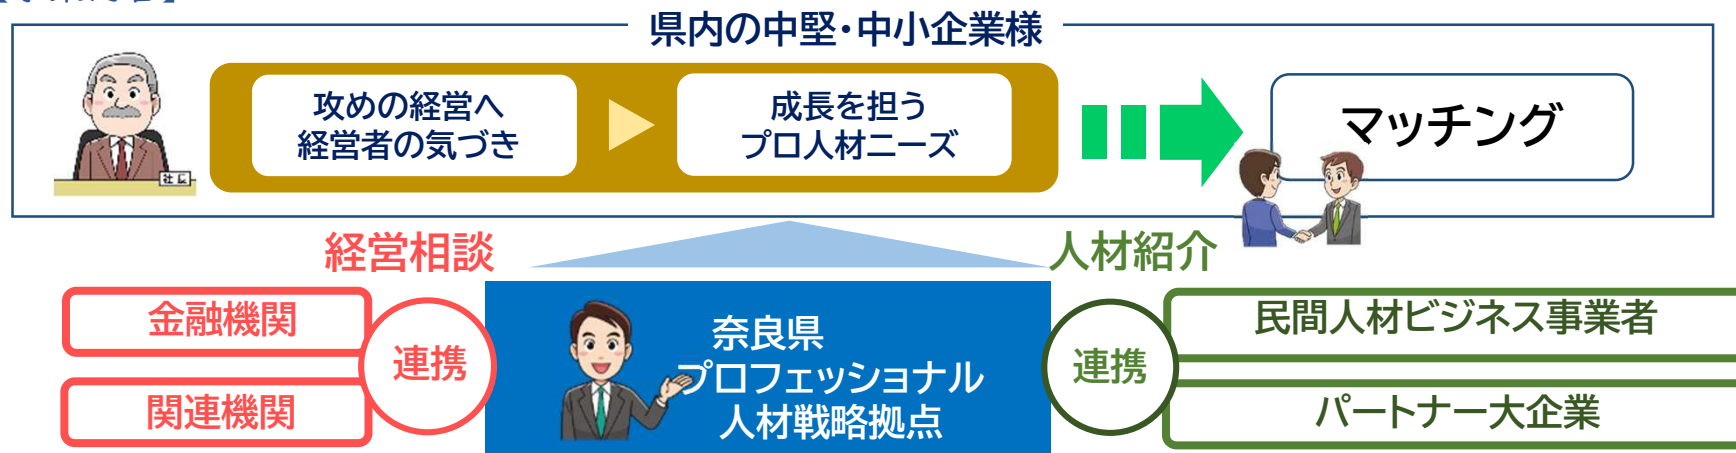 県内の中堅・中小企業様
攻めの経営へ
経営者の気づき
成長を担う
プロ人材ニーズ
マッチング
社長
経営相談
人材紹介
金融機関
関連機関
連携
奈良県
プロフェッショナル
人材戦略拠点
連携
民間人材ビジネス事業者
パートナー大企業